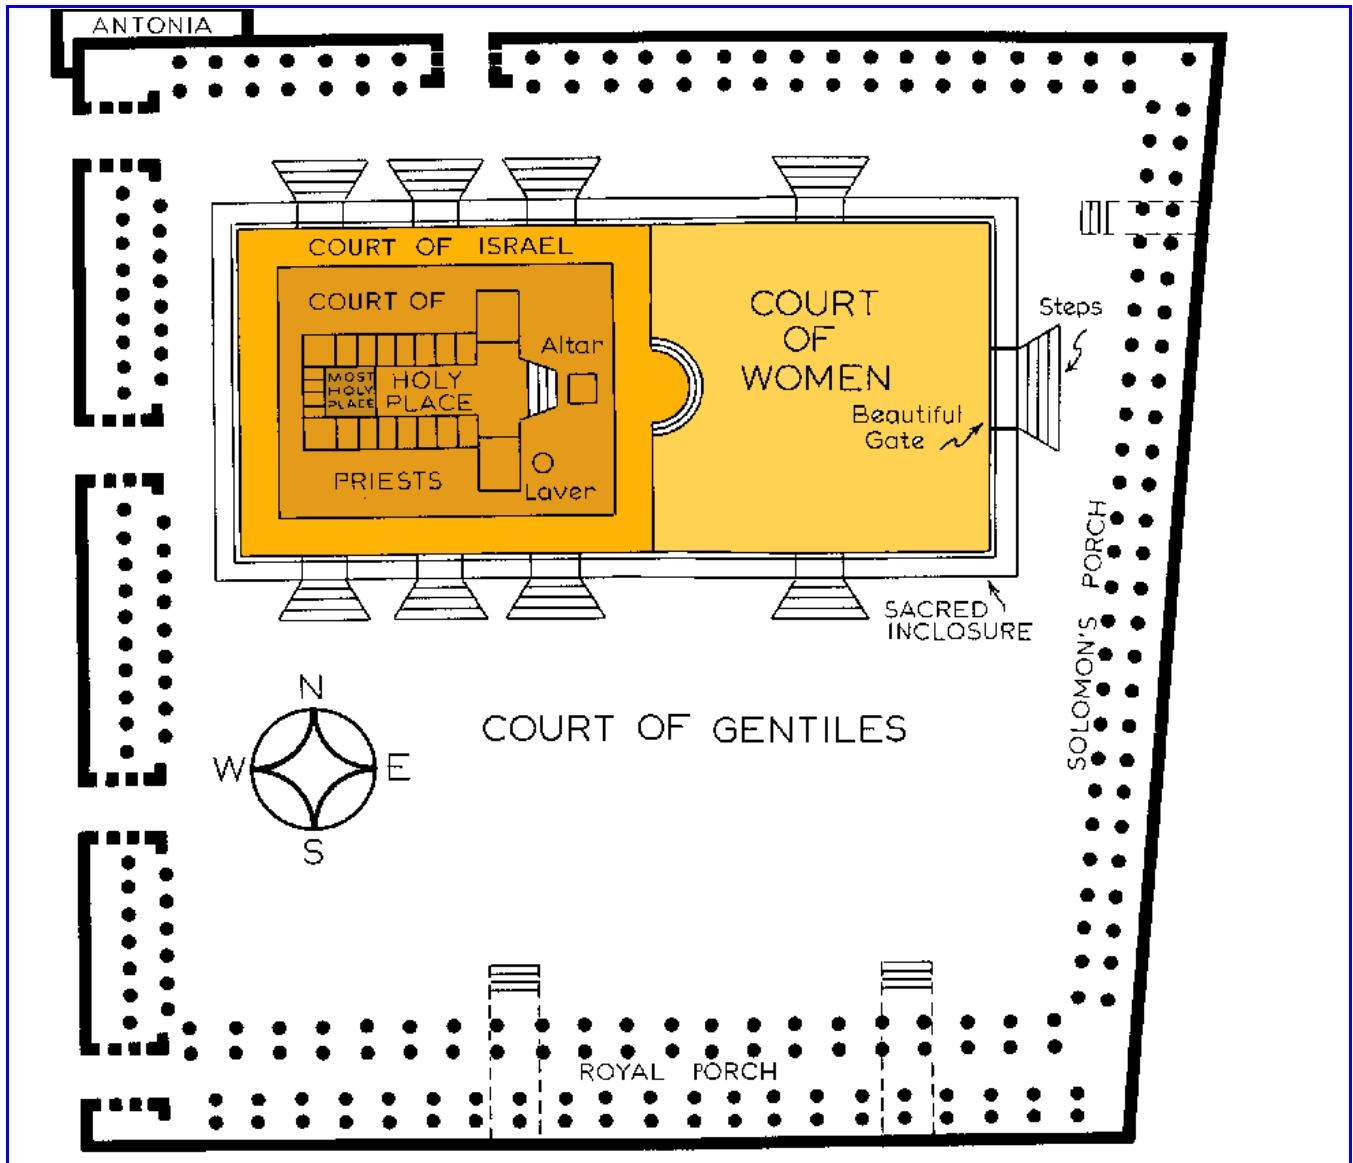 ANTONIA
COURT OF ISRAEL
COURT OF
PRIESTS
MOST
HOLY
PLACE
HOLY
PLACE
Altar
Laver
COURT
OF
WOMEN
Beautiful
Gate
Steps
SACRED
INCLOSURE
SOLOMON'S PORCH
N
W
E
S
COURT OF GENTILES
ROYAL PORCH